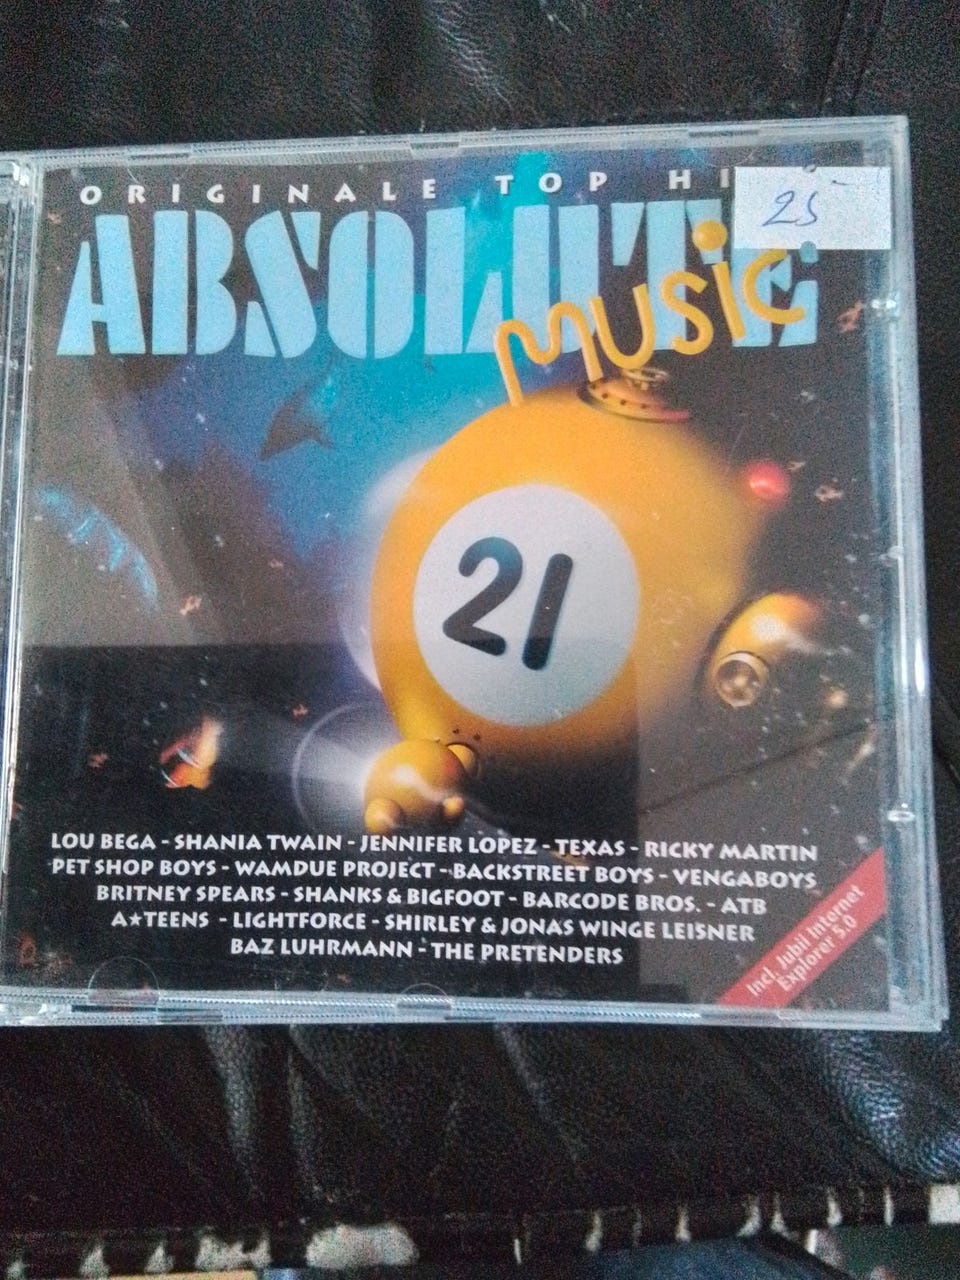 ORIGINALE TOP HI
25
ABSOLUTE
music
21
LOU BEGA - SHANIA TWAIN - JENNIFER LOPEZ - TEXAS - RICKY MARTIN
PET SHOP BOYS - WAMDUE PROJECT - BACKSTREET BOYS - VENGABOYS
BRITNEY SPEARS - SHANKS & BIGFOOT - BARCODE BROS. - ATB
A★TEENS - LIGHTFORCE - SHIRLEY & JONAS WINGE LEISNER
BAZ LUHRMANN - THE PRETENDERS
Incl. Jubii Internet
Explorer 5.0